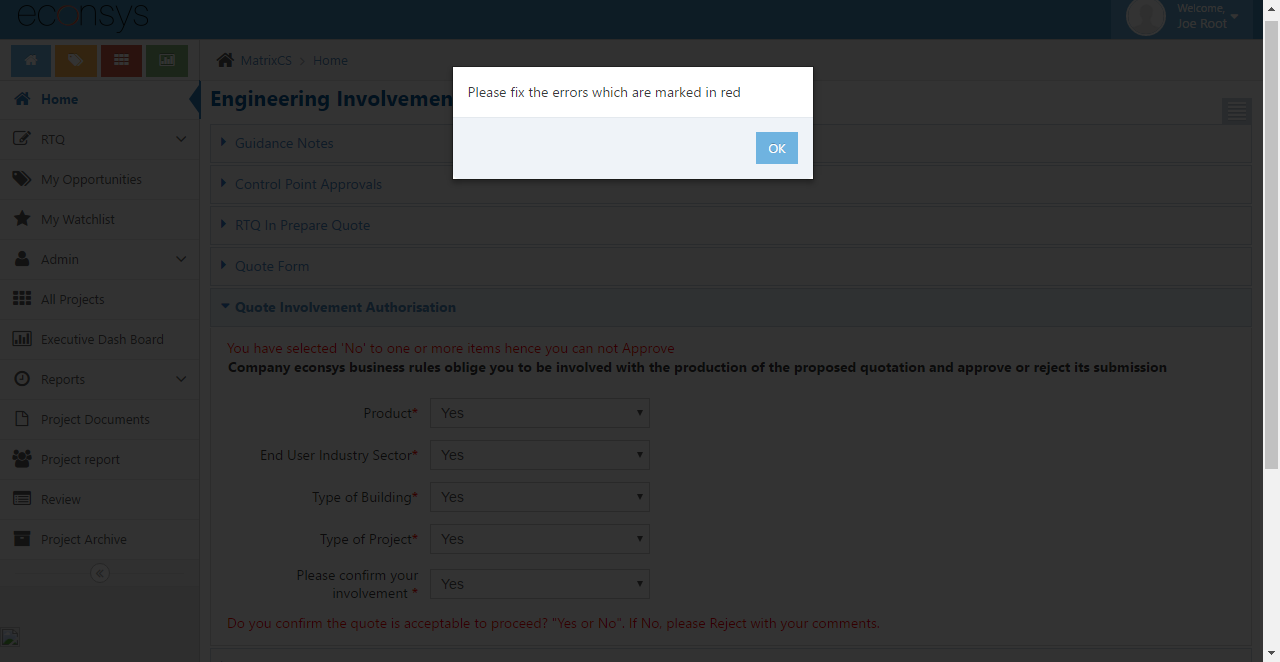 econsys
Welcome,
Joe Root
MatrixCS > Home
Please fix the errors which are marked in red
OK
Home
RTQ
My Opportunities
My Watchlist
Admin
All Projects
Executive Dash Board
Reports
Project Documents
Project report
Review
Project Archive
Engineering Involvemen
Guidance Notes
Control Point Approvals
RTQ In Prepare Quote
Quote Form
Quote Involvement Authorisation
You have selected 'No' to one or more items hence you can not Approve
Company econsys business rules oblige you to be involved with the production of the proposed quotation and approve or reject its submission
Product* Yes
End User Industry Sector* Yes
Type of Building* Yes
Type of Project* Yes
Please confirm your
involvement * Yes
Do you confirm the quote is acceptable to proceed? "Yes or No". If No, please Reject with your comments.